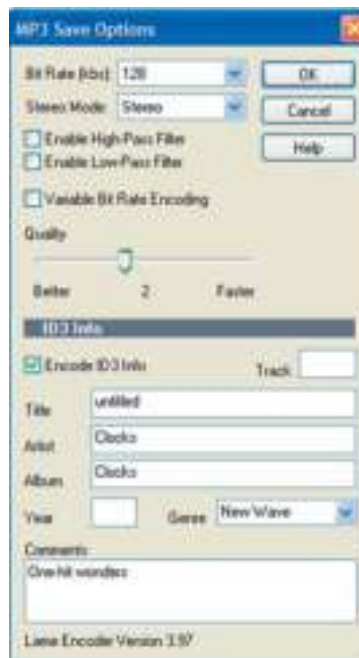 MP3 Save Options
Bit Rate (kbs): 128 OK
Stereo Mode: Stereo Cancel
Enable High-Pass Filter Help
Enable Low-Pass Filter
Variable Bit Rate Encoding
Quality
Better 2 Faster
ID3 Info
Encode ID3 Info Track
Title untitled
Artist Clocks
Album Clocks
Year Genre New Wave
Comments
One-hit wonders
Lame Encoder Version 3.97